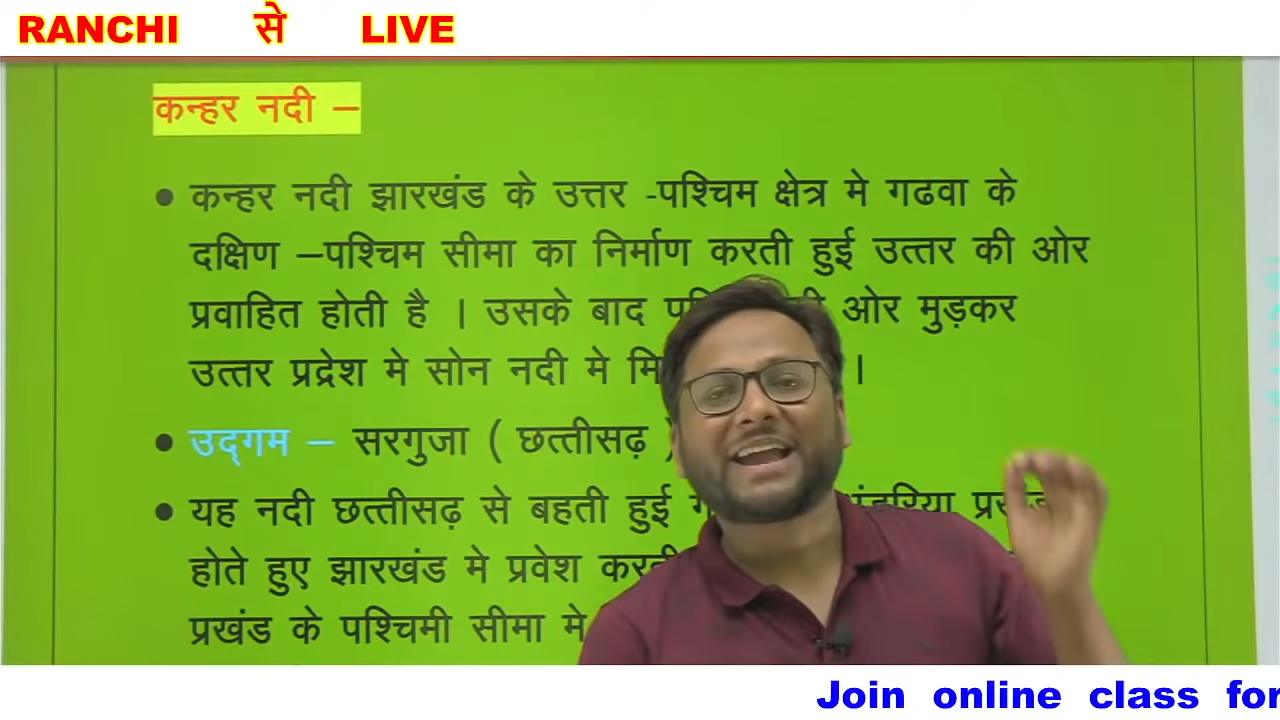 RANCHI से LIVE
कन्हर नदी –
• कन्हर नदी झारखंड के उत्तर -पश्चिम क्षेत्र मे गढवा के
दक्षिण –पश्चिम सीमा का निर्माण करती हुई उत्तर की ओर
प्रवाहित होती है । उसके बाद ओर मुड़कर
उत्तर प्रद्रेश मे सोन नदी मे ।
• उद्गम – सरगुजा ( छत्तीसढ़ )
• यह नदी छत्तीसढ़ से बहती हुई
होते हुए झारखंड मे प्रवेश
प्रखंड के पश्चिमी सीमा मे
Join online class for